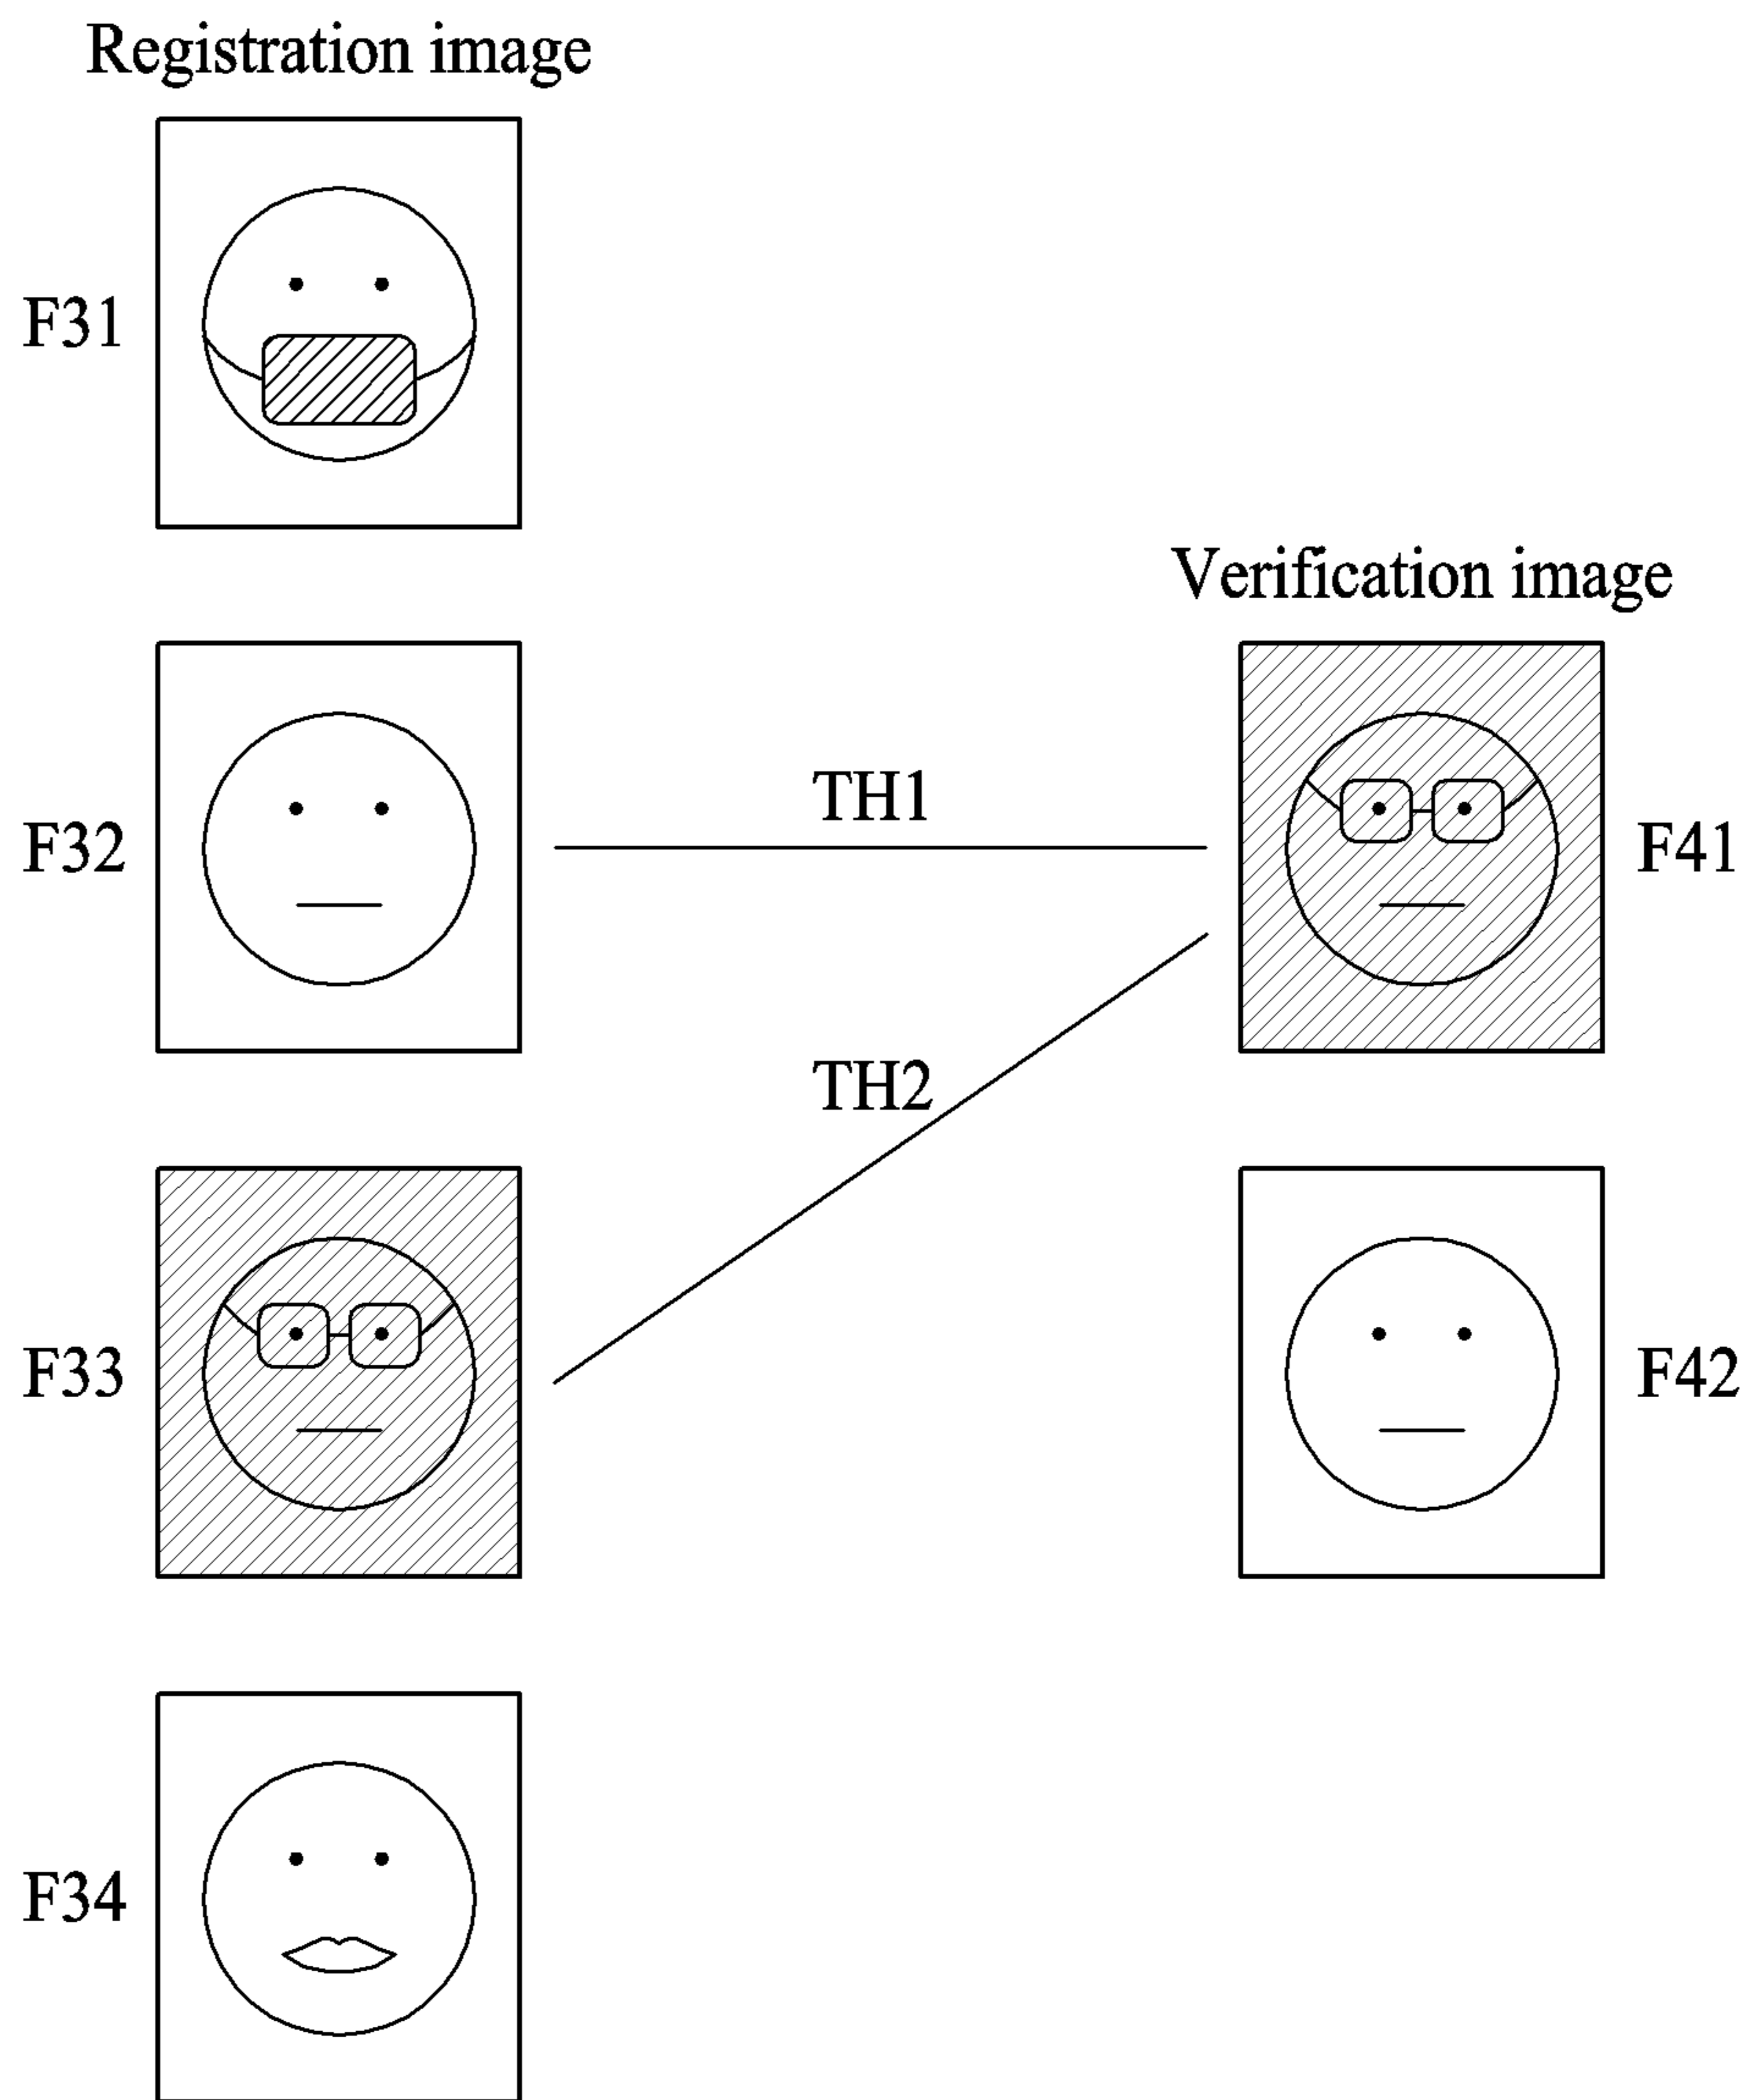 Registration image
F31
Verification image
F32
TH1
F41
TH2
F33
F42
F34